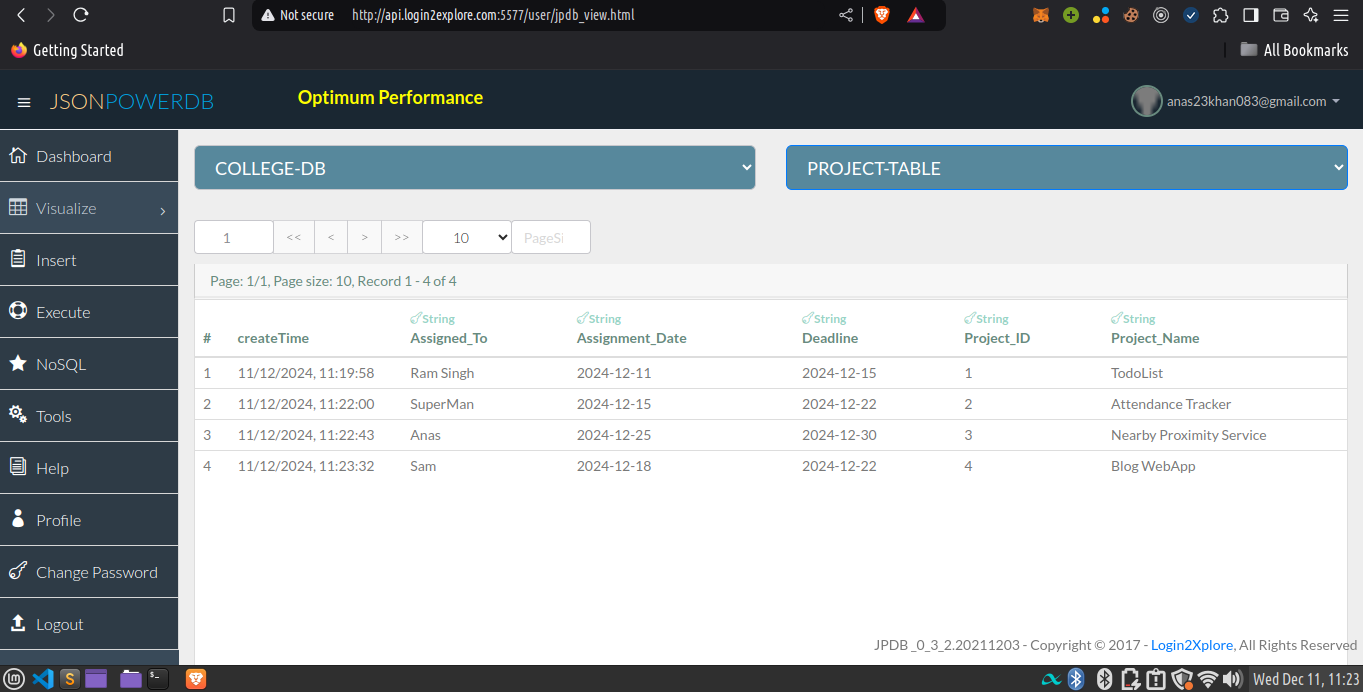 Not secure http://api.login2explore.com:5577/user/jpdb_view.html
Getting Started
All Bookmarks
JSONPOWERDB
Optimum Performance
anas23khan083@gmail.com
Dashboard
Visualize
Insert
Execute
NoSQL
Tools
Help
Profile
Change Password
Logout
COLLEGE-DB PROJECT-TABLE
1 << < > >> 10 PageSi
Page: 1/1, Page size: 10, Record 1 - 4 of 4
String String String String String
# createTime Assigned_To Assignment_Date Deadline Project_ID Project_Name
1 11/12/2024, 11:19:58 Ram Singh 2024-12-11 2024-12-15 1 TodoList
2 11/12/2024, 11:22:00 SuperMan 2024-12-15 2024-12-22 2 Attendance Tracker
3 11/12/2024, 11:22:43 Anas 2024-12-25 2024-12-30 3 Nearby Proximity Service
4 11/12/2024, 11:23:32 Sam 2024-12-18 2024-12-22 4 Blog WebApp
JPDB _0_3_2.20211203 - Copyright © 2017 - Login2Xplore, All Rights Reserved
Wed Dec 11, 11:23